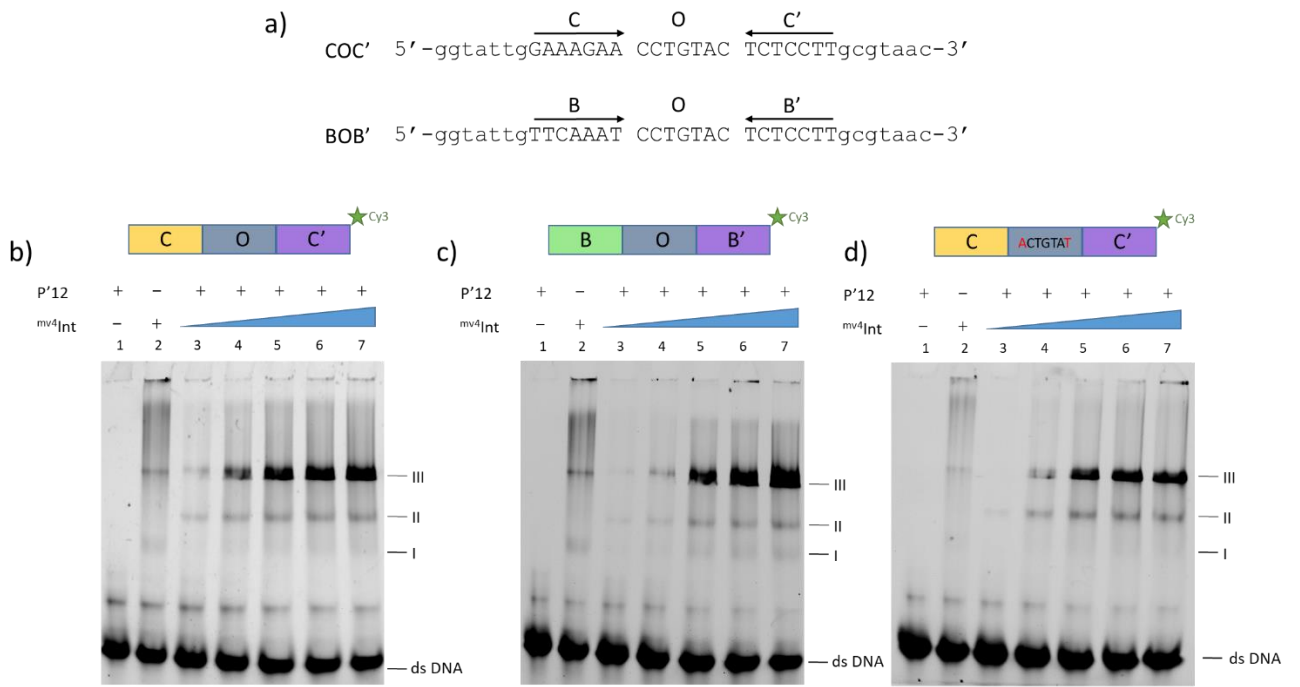 a)
C O C’
COC’ 5’-ggtattgGAAAGAA CCTGTAC TCTCCTTgcgtaac-3’
B O B’
BOB’ 5’-ggtattgTTCAAAT CCTGTAC TCTCCTTgcgtaac-3’
b)
C O C’ Cy3
P’12 + – + + + + +
mv4Int – +
1 2 3 4 5 6 7
III
II
I
ds DNA
c)
B O B’ Cy3
P’12 + – + + + + +
mv4Int – +
1 2 3 4 5 6 7
III
II
I
ds DNA
d)
C ACTGTAT C’ Cy3
P’12 + – + + + + +
mv4Int – +
1 2 3 4 5 6 7
III
II
I
ds DNA